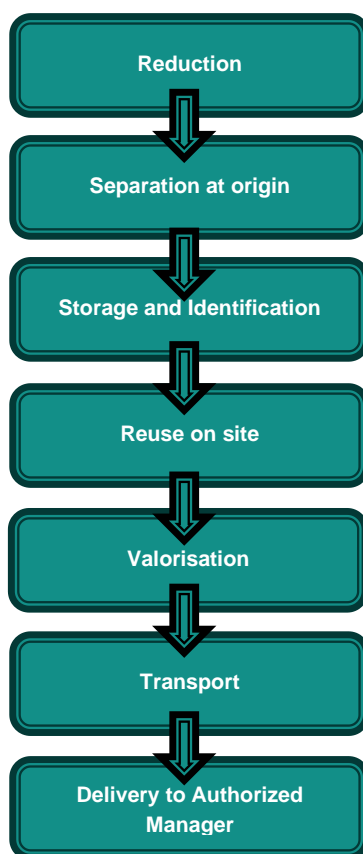 Reduction
Separation at origin
Storage and Identification
Reuse on site
Valorisation
Transport
Delivery to Authorized
Manager